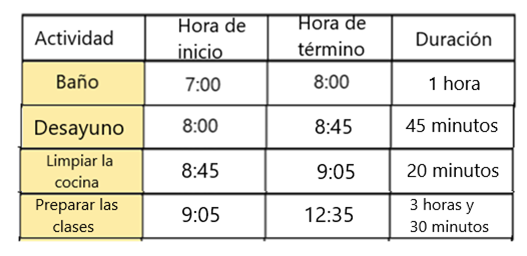 Actividad Hora de inicio Hora de término Duración
Baño 7:00 8:00 1 hora
Desayuno 8:00 8:45 45 minutos
Limpiar la cocina 8:45 9:05 20 minutos
Preparar las clases 9:05 12:35 3 horas y 30 minutos